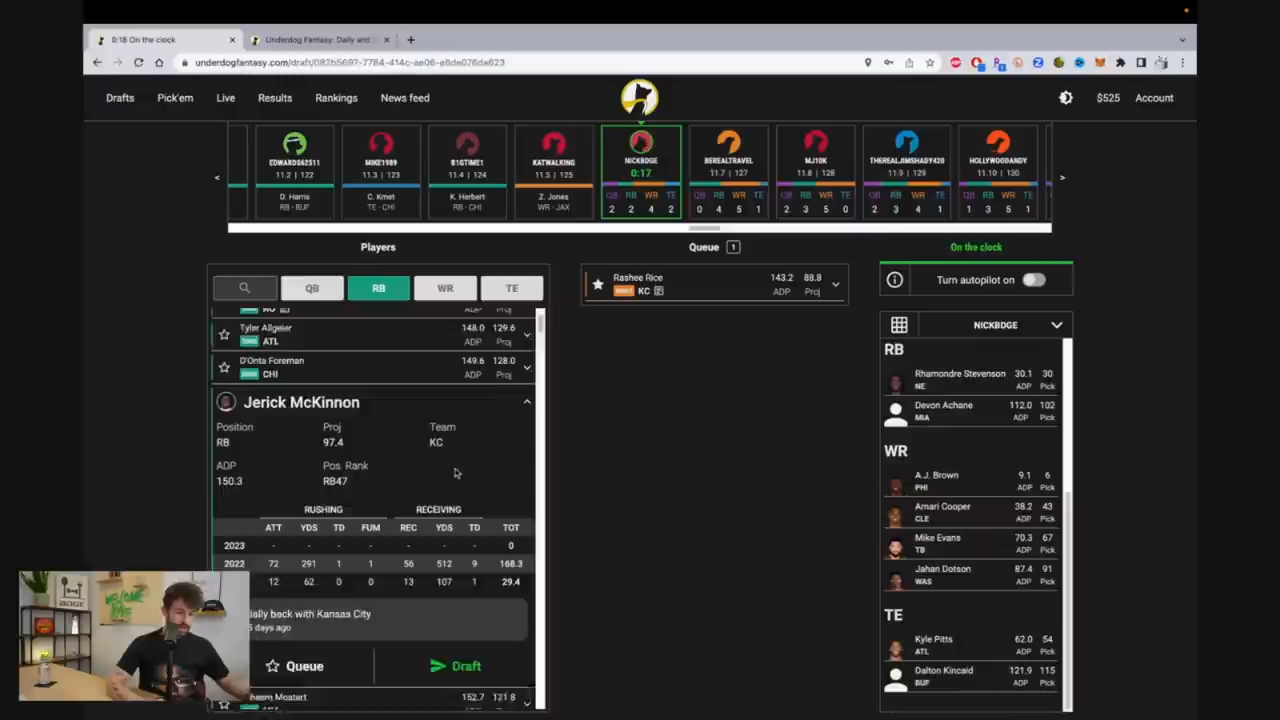 0:18 On the clock
Underdog Fantasy: Daily and
underdogfantasy.com/draft/082b5697-7784-414c-ae06-e8de076da623
Drafts Pick'em Live Results Rankings News feed
$525 Account
EDWARDS62511 MIKE1989 B1GTIME1 KATWALKING NICKBDGE BEREALTRAVEL MJ10K THEREALJIMSHADY420 HOLLYWOODANDY
11.2 | 122 11.3 | 123 11.4 | 124 11.5 | 125 0:17 11.7 | 127 11.8 | 128 11.9 | 129 11.10 | 130
D. Harris C. Kmet K. Herbert Z. Jones QB RB WR TE QB RB WR TE QB RB WR TE QB RB WR TE QB RB WR TE
RB - BUF TE - CHI RB - CHI WR - JAX 2 2 4 2 0 4 5 1 2 3 5 0 2 3 4 1 1 3 5 1
Players Queue 1 On the clock
QB RB WR TE
Tyler Allgeier 148.0 129.6
ATL ADP Proj
D'Onta Foreman 149.6 128.0
CHI ADP Proj
Jerick McKinnon
Position Proj Team
RB 97.4 KC
ADP Pos. Rank
150.3 RB47
RUSHING RECEIVING
ATT YDS TD FUM REC YDS TD TOT
2023 - - - - - - - 0
2022 72 291 1 1 56 512 9 168.3
12 62 0 0 13 107 1 29.4
ially back with Kansas City
days ago
Queue Draft
Mostert 152.7 121.8
Rashee Rice 143.2 88.8
KC ADP Proj
Turn autopilot on
NICKBDGE
RB
Rhamondre Stevenson 30.1 30
NE ADP Pick
Devon Achane 112.0 102
MIA ADP Pick
WR
A.J. Brown 9.1 6
PHI ADP Pick
Amari Cooper 38.2 43
CLE ADP Pick
Mike Evans 70.3 67
TB ADP Pick
Jahan Dotson 87.4 91
WAS ADP Pick
TE
Kyle Pitts 62.0 54
ATL ADP Pick
Dalton Kincaid 121.9 115
BUF ADP Pick